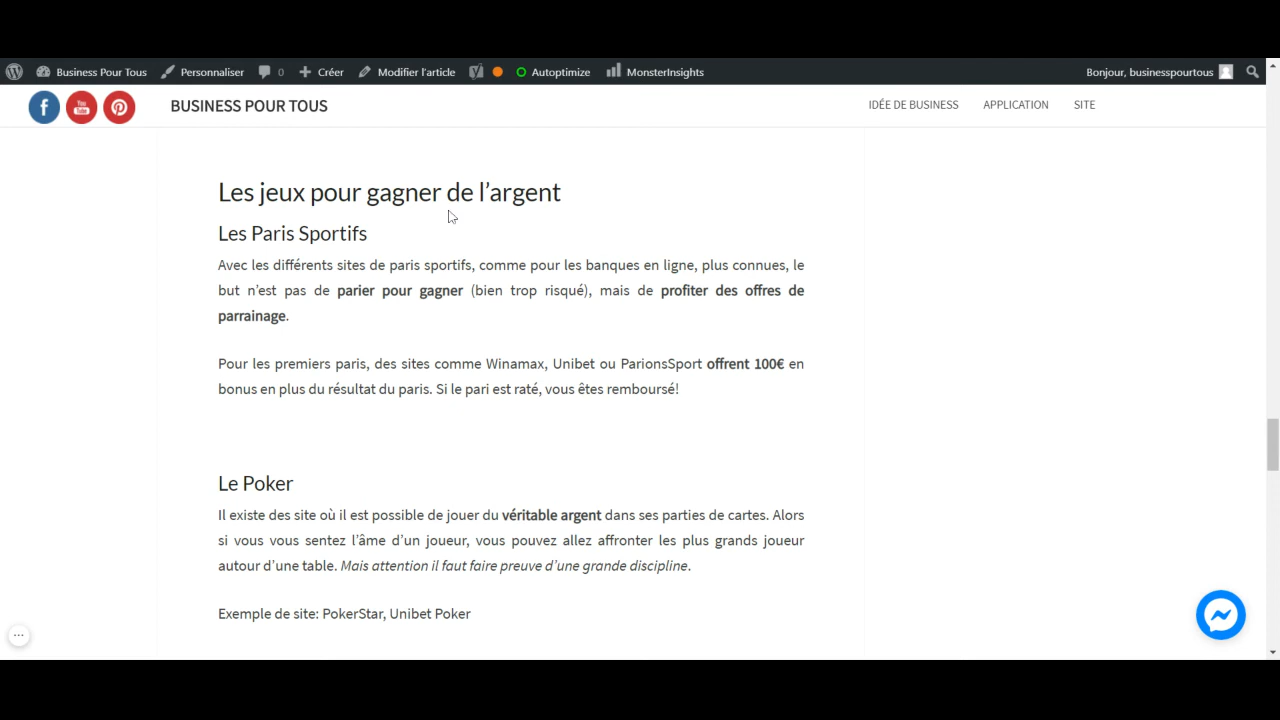 Business Pour Tous Personnaliser 0 Créer Modifier l'article Autoptimize MonsterInsights Bonjour, businesspourtous
f You Tube BUSINESS POUR TOUS IDÉE DE BUSINESS APPLICATION SITE
Les jeux pour gagner de l’argent
Les Paris Sportifs
Avec les différents sites de paris sportifs, comme pour les banques en ligne, plus connues, le
but n’est pas de parier pour gagner (bien trop risqué), mais de profiter des offres de
parrainage.
Pour les premiers paris, des sites comme Winamax, Unibet ou ParionsSport offrent 100€ en
bonus en plus du résultat du paris. Si le pari est raté, vous êtes remboursé!
Le Poker
Il existe des site où il est possible de jouer du véritable argent dans ses parties de cartes. Alors
si vous vous sentez l’âme d’un joueur, vous pouvez allez affronter les plus grands joueur
autour d’une table. Mais attention il faut faire preuve d’une grande discipline.
Exemple de site: PokerStar, Unibet Poker